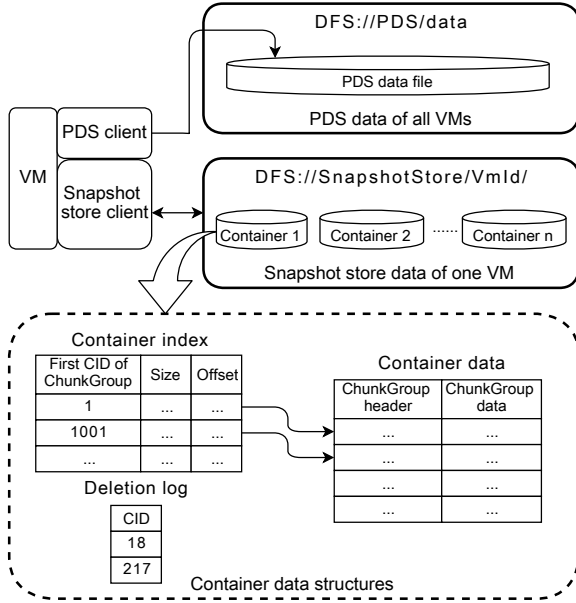 DFS://PDS/data
PDS data file
PDS data of all VMs
PDS client
VM
Snapshot
store client
DFS://SnapshotStore/VmId/
Container 1
Container 2
......
Container n
Snapshot store data of one VM
Container index
First CID of
ChunkGroup
Size
Offset
1
...
...
1001
...
...
...
...
...
Container data
ChunkGroup
header
ChunkGroup
data
...
...
...
...
...
...
...
...
Deletion log
CID
18
217
Container data structures